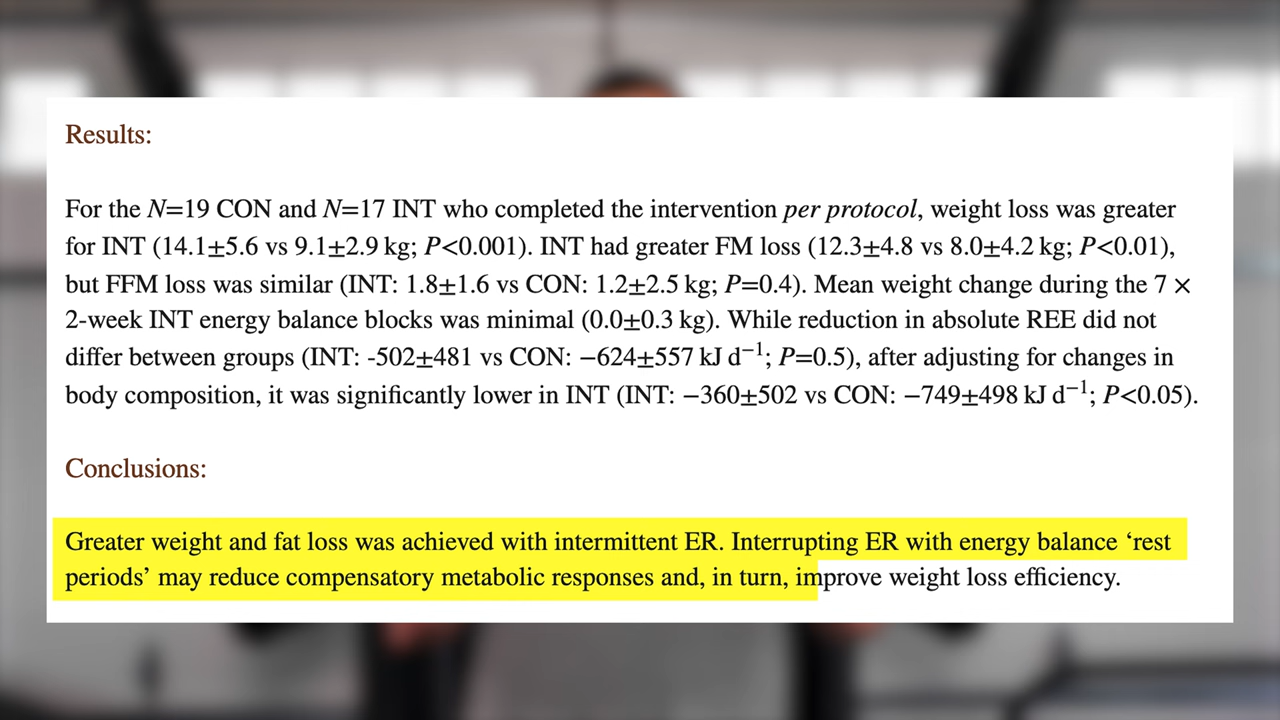 Results:
For the N=19 CON and N=17 INT who completed the intervention per protocol, weight loss was greater
for INT (14.1±5.6 vs 9.1±2.9 kg; P<0.001). INT had greater FM loss (12.3±4.8 vs 8.0±4.2 kg; P<0.01),
but FFM loss was similar (INT: 1.8±1.6 vs CON: 1.2±2.5 kg; P=0.4). Mean weight change during the 7 ×
2-week INT energy balance blocks was minimal (0.0±0.3 kg). While reduction in absolute REE did not
differ between groups (INT: -502±481 vs CON: −624±557 kJ d⁻¹; P=0.5), after adjusting for changes in
body composition, it was significantly lower in INT (INT: −360±502 vs CON: −749±498 kJ d⁻¹; P<0.05).
Conclusions:
Greater weight and fat loss was achieved with intermittent ER. Interrupting ER with energy balance ‘rest
periods’ may reduce compensatory metabolic responses and, in turn, improve weight loss efficiency.